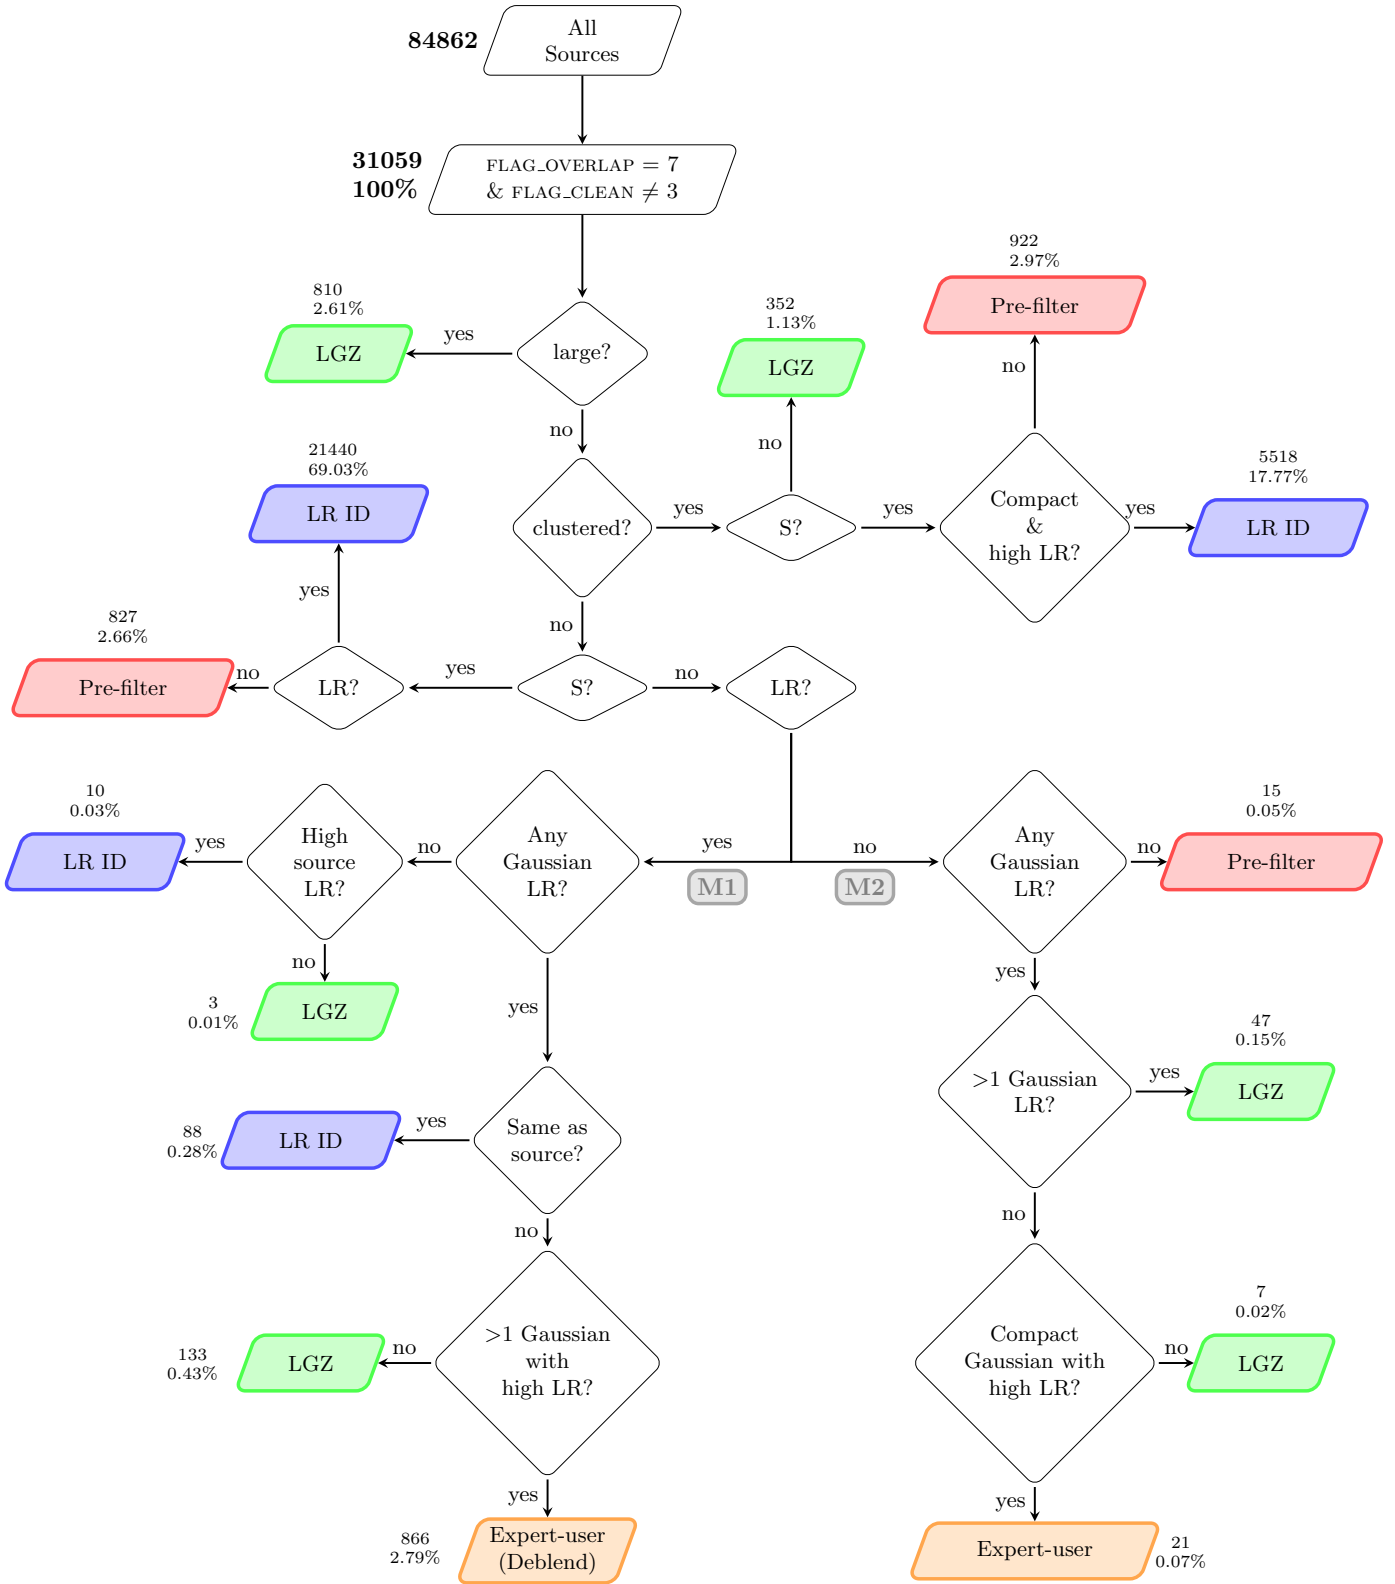 84862
All
Sources
31059
100%
FLAG_OVERLAP = 7
& FLAG_CLEAN ≠ 3
922
2.97%
Pre-filter
810
2.61%
LGZ
yes
large?
352
1.13%
LGZ
no
no
no
21440
69.03%
LR ID
clustered?
yes
S?
yes
Compact
&
high LR?
yes
5518
17.77%
LR ID
yes
no
827
2.66%
Pre-filter
no
LR?
yes
S?
no
LR?
10
0.03%
LR ID
yes
High
source
LR?
no
Any
Gaussian
LR?
yes
M1
no
M2
Any
Gaussian
LR?
no
15
0.05%
Pre-filter
no
3
0.01%
LGZ
yes
yes
>1 Gaussian
LR?
yes
47
0.15%
LGZ
88
0.28%
LR ID
yes
Same as
source?
no
no
133
0.43%
LGZ
no
>1 Gaussian
with
high LR?
Compact
Gaussian with
high LR?
no
7
0.02%
LGZ
yes
yes
866
2.79%
Expert-user
(Deblend)
Expert-user
21
0.07%